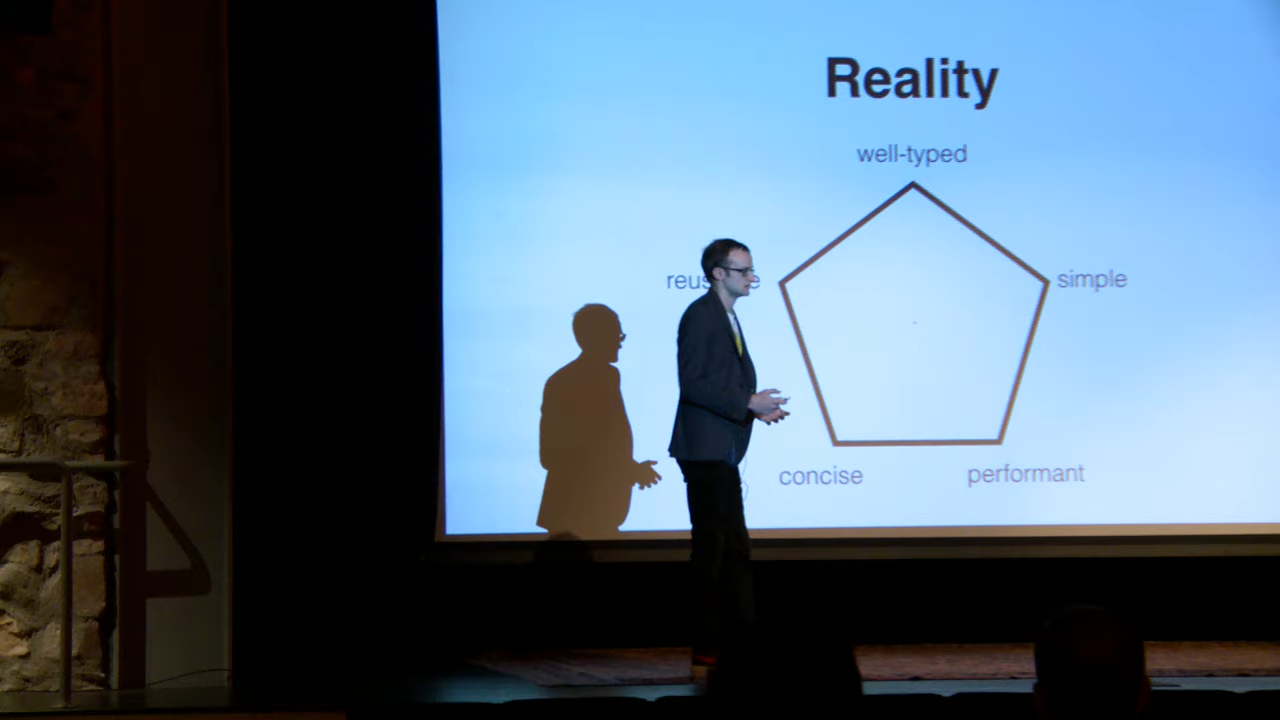 Reality
well-typed
simple
concise
performant